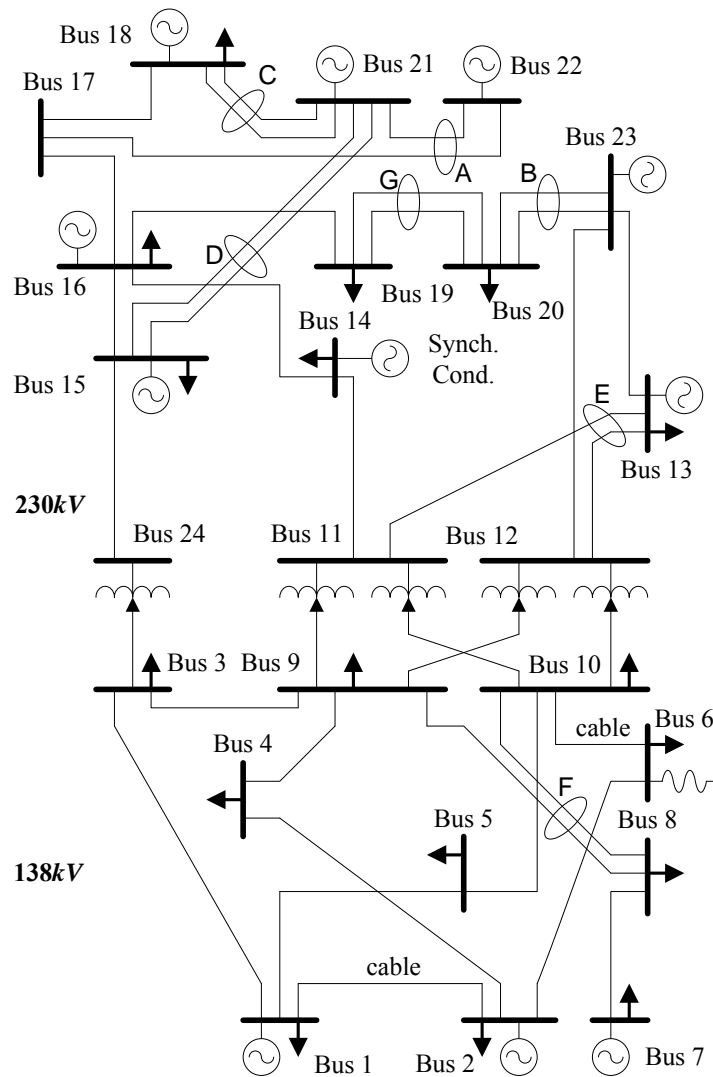 Bus 18
Bus 17
C
Bus 21
Bus 22
Bus 23
A
G
B
D
Bus 16
Bus 19
Bus 20
Bus 14
Synch.
Cond.
Bus 15
E
Bus 13
230kV
Bus 24
Bus 11
Bus 12
Bus 3
Bus 9
Bus 10
Bus 6
cable
Bus 4
F
Bus 8
Bus 5
138kV
cable
Bus 1
Bus 2
Bus 7